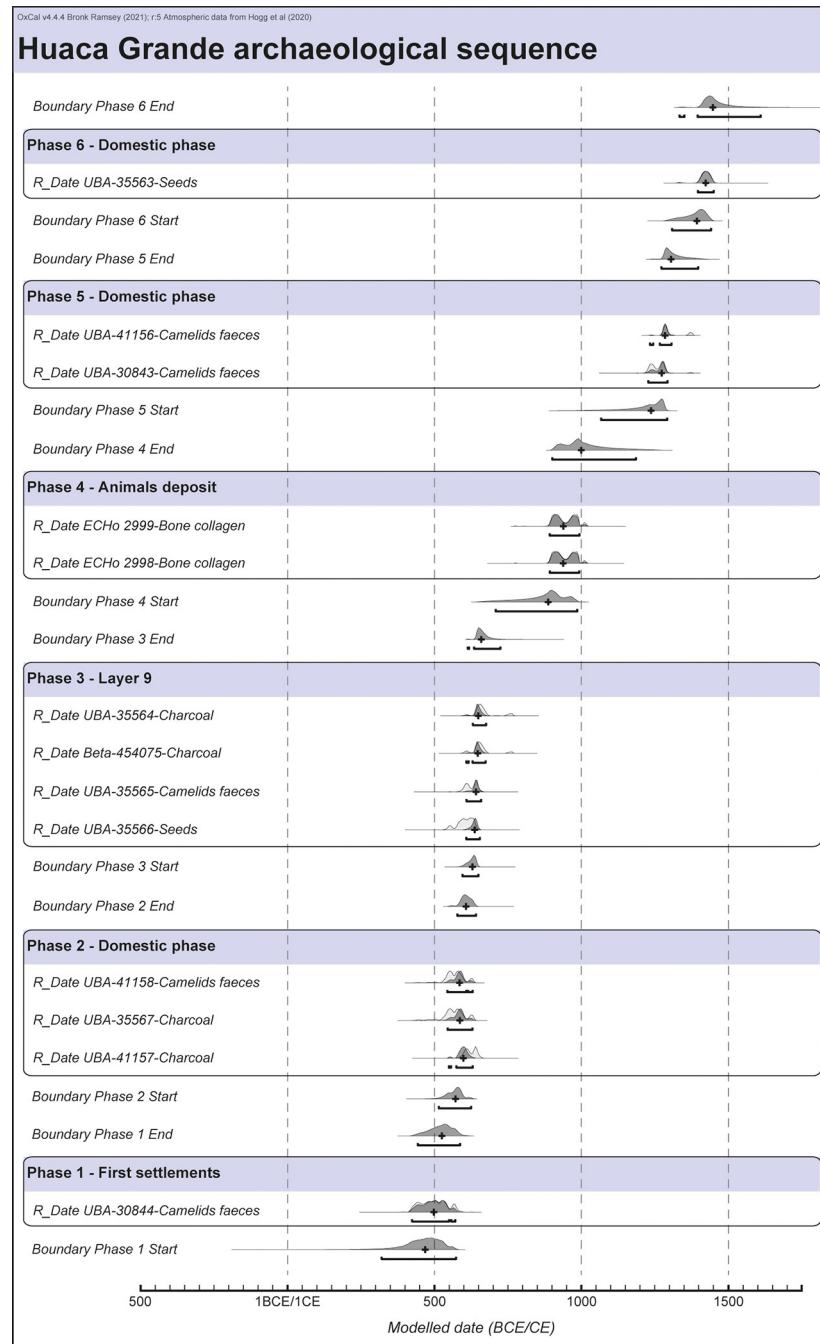 OxCal v4.4.4 Bronk Ramsey (2021); r:5 Atmospheric data from Hogg et al (2020)
Huaca Grande archaeological sequence
Boundary Phase 6 End
Phase 6 - Domestic phase
R_Date UBA-35563-Seeds
Boundary Phase 6 Start
Boundary Phase 5 End
Phase 5 - Domestic phase
R_Date UBA-41156-Camelids faeces
R_Date UBA-30843-Camelids faeces
Boundary Phase 5 Start
Boundary Phase 4 End
Phase 4 - Animals deposit
R_Date ECHo 2999-Bone collagen
R_Date ECHo 2998-Bone collagen
Boundary Phase 4 Start
Boundary Phase 3 End
Phase 3 - Layer 9
R_Date UBA-35564-Charcoal
R_Date Beta-454075-Charcoal
R_Date UBA-35565-Camelids faeces
R_Date UBA-35566-Seeds
Boundary Phase 3 Start
Boundary Phase 2 End
Phase 2 - Domestic phase
R_Date UBA-41158-Camelids faeces
R_Date UBA-35567-Charcoal
R_Date UBA-41157-Charcoal
Boundary Phase 2 Start
Boundary Phase 1 End
Phase 1 - First settlements
R_Date UBA-30844-Camelids faeces
Boundary Phase 1 Start
500 1BCE/1CE 500 1000 1500
Modelled date (BCE/CE)